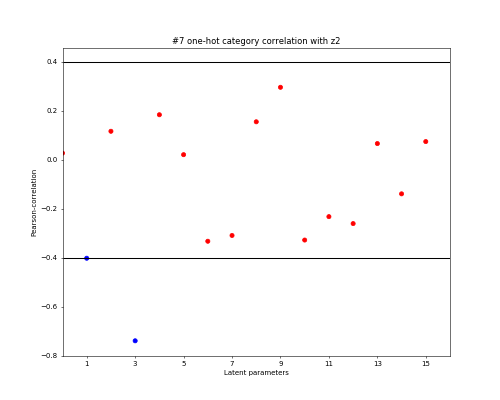 #7 one-hot category correlation with z2
0.4
0.2
0.0
−0.2
−0.4
−0.6
−0.8
Pearson-correlation
1 3 5 7 9 11 13 15
Latent parameters